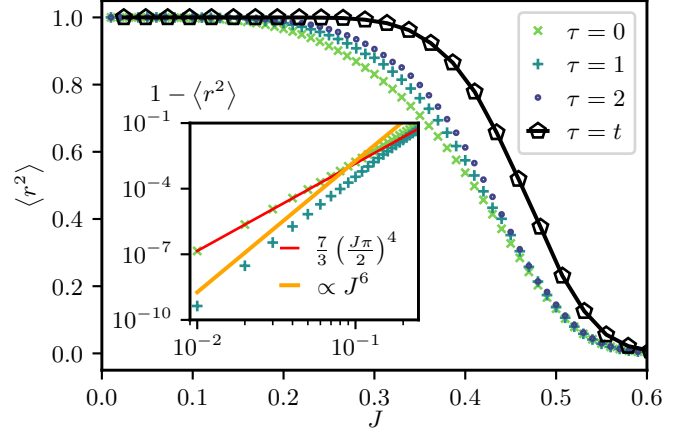 1.0
0.8
0.6
0.4
0.2
0.0
⟨r²⟩
0.0 0.1 0.2 0.3 0.4 0.5 0.6
J
τ = 0
τ = 1
τ = 2
τ = t
1 − ⟨r²⟩
10⁻¹
10⁻⁴
10⁻⁷
10⁻¹⁰
10⁻² 10⁻¹
7/3 (Jπ/2)⁴
∝ J⁶